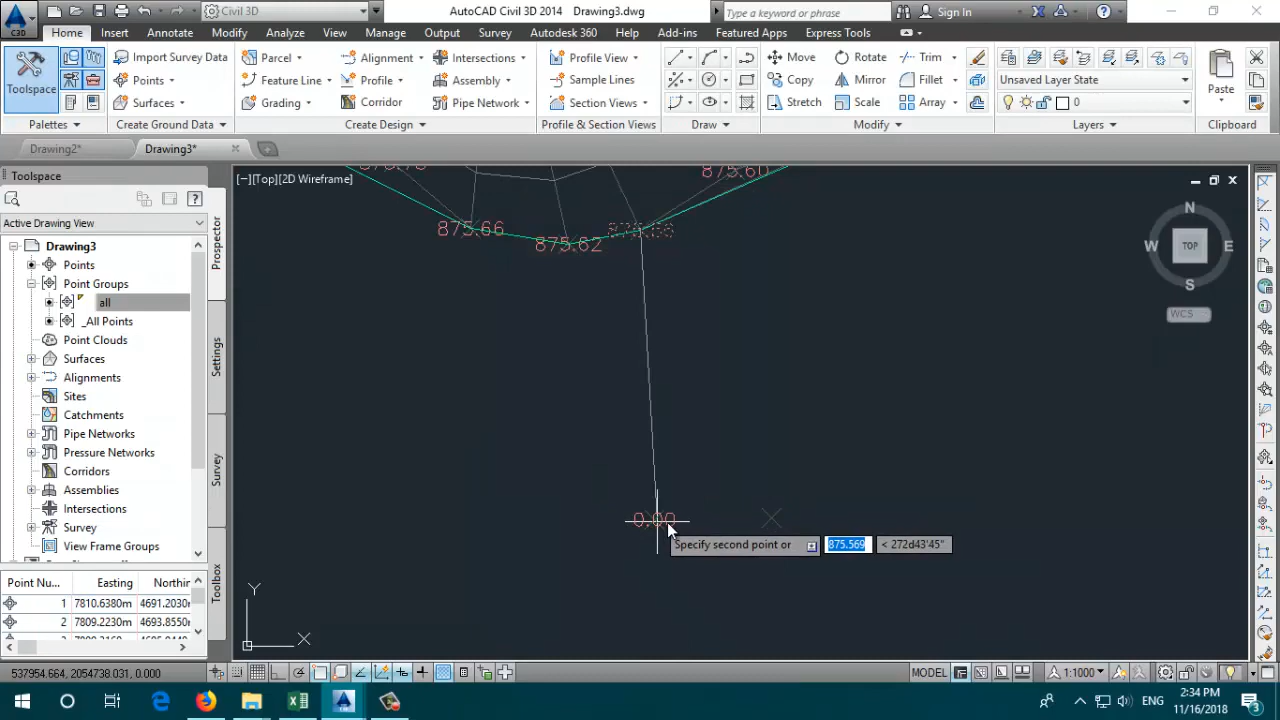 Civil 3D
AutoCAD Civil 3D 2014 Drawing3.dwg
Type a keyword or phrase
Sign In
C3D
Home Insert Annotate Modify Analyze View Manage Output Survey Autodesk 360 Help Add-ins Featured Apps Express Tools
Toolspace
Import Survey Data
Points
Surfaces
Parcel
Feature Line
Grading
Alignment
Profile
Corridor
Intersections
Assembly
Pipe Network
Profile View
Sample Lines
Section Views
Move
Copy
Stretch
Rotate
Mirror
Scale
Trim
Fillet
Array
Unsaved Layer State
0
Paste
Palettes
Create Ground Data
Create Design
Profile & Section Views
Draw
Modify
Layers
Clipboard
Drawing2*
Drawing3*
Toolspace
Active Drawing View
Drawing3
Points
Point Groups
all
_All Points
Point Clouds
Surfaces
Alignments
Sites
Catchments
Pipe Networks
Pressure Networks
Corridors
Assemblies
Intersections
Survey
View Frame Groups
Prospector
Settings
Survey
Toolbox
Point Nu... Easting Northin
1 7810.6380m 4691.2030
2 7809.2230m 4693.8550
[−][Top][2D Wireframe]
875.60
875.66
875.62
0.00
Specify second point or 875.569 < 272d43'45"
N
W TOP E
S
WCS
Y
X
537954.664, 2054738.031, 0.000
MODEL
1:1000
ENG
2:34 PM
11/16/2018
3